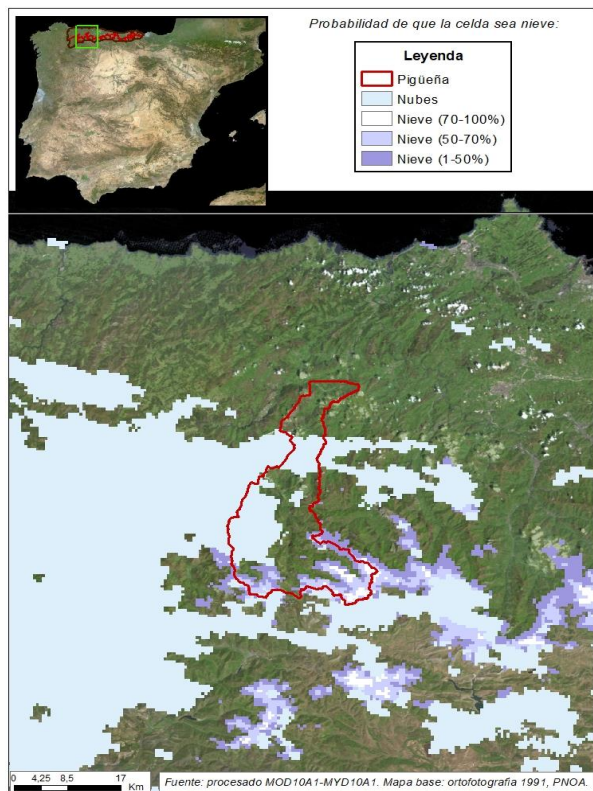 Probabilidad de que la celda sea nieve:
Leyenda
Pigüeña
Nubes
Nieve (70-100%)
Nieve (50-70%)
Nieve (1-50%)
0 4,25 8,5 17
Km
Fuente: procesado MOD10A1-MYD10A1. Mapa base: ortofotografia 1991, PNOA.